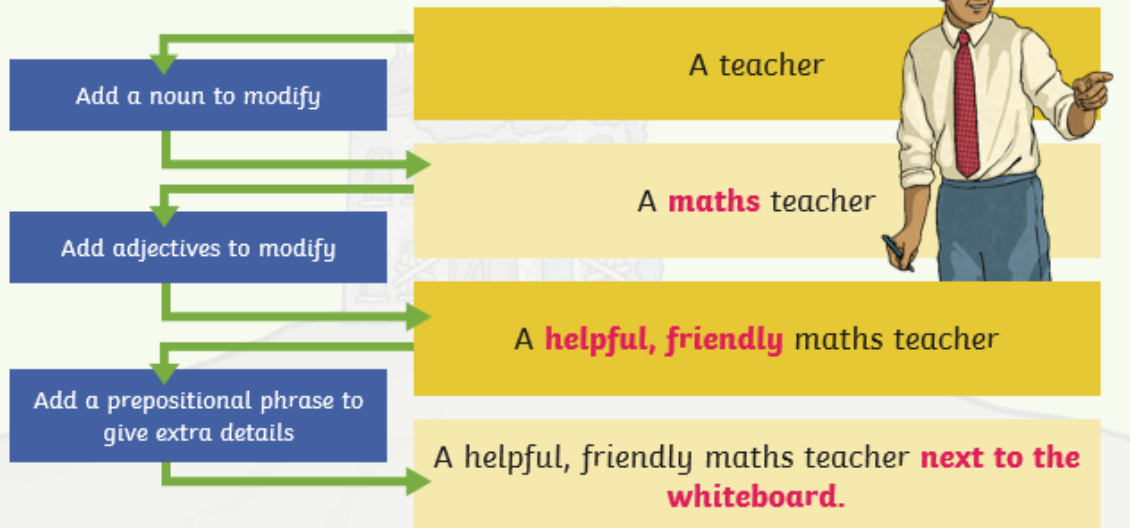 A teacher
Add a noun to modify
A maths teacher
Add adjectives to modify
A helpful, friendly maths teacher
Add a prepositional phrase to
give extra details
A helpful, friendly maths teacher next to the
whiteboard.